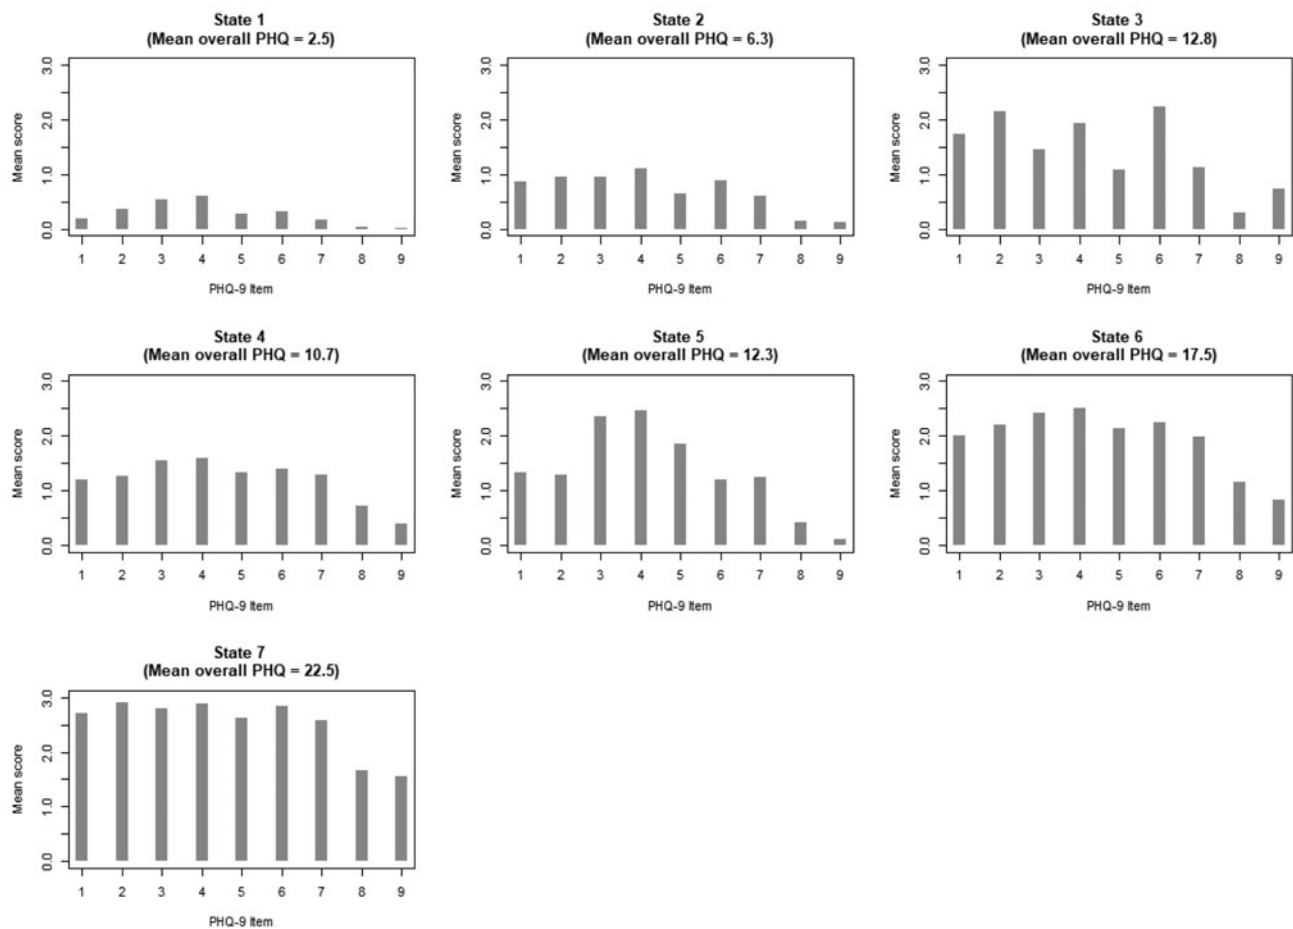 State 1
(Mean overall PHQ = 2.5)
3.0
2.0
1.0
0.0
Mean score
1 2 3 4 5 6 7 8 9
PHQ-9 Item
State 2
(Mean overall PHQ = 6.3)
3.0
2.0
1.0
0.0
Mean score
1 2 3 4 5 6 7 8 9
PHQ-9 Item
State 3
(Mean overall PHQ = 12.8)
3.0
2.0
1.0
0.0
Mean score
1 2 3 4 5 6 7 8 9
PHQ-9 Item
State 4
(Mean overall PHQ = 10.7)
3.0
2.0
1.0
0.0
Mean score
1 2 3 4 5 6 7 8 9
PHQ-9 Item
State 5
(Mean overall PHQ = 12.3)
3.0
2.0
1.0
0.0
Mean score
1 2 3 4 5 6 7 8 9
PHQ-9 Item
State 6
(Mean overall PHQ = 17.5)
3.0
2.0
1.0
0.0
Mean score
1 2 3 4 5 6 7 8 9
PHQ-9 Item
State 7
(Mean overall PHQ = 22.5)
3.0
2.0
1.0
0.0
Mean score
1 2 3 4 5 6 7 8 9
PHQ-9 Item